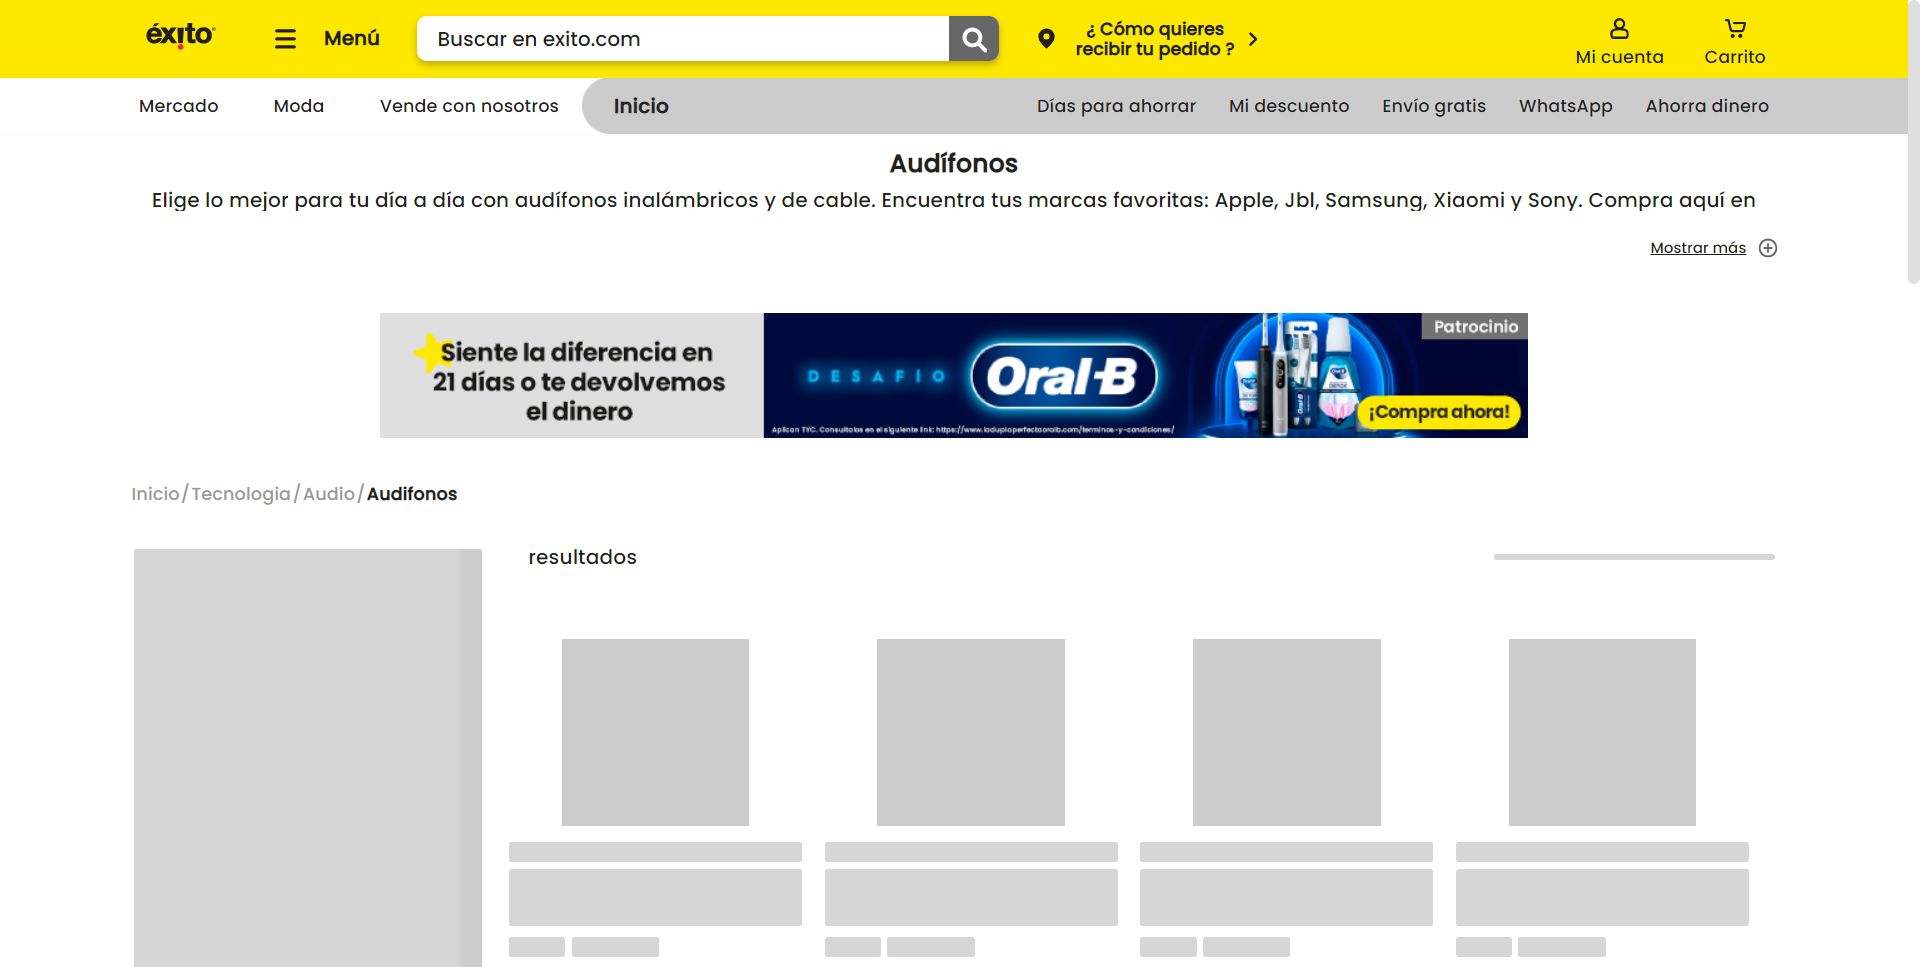 éxito
Menú
Buscar en exito.com
¿ Cómo quieres
recibir tu pedido ?
Mi cuenta
Carrito
Mercado
Moda
Vende con nosotros
Inicio
Días para ahorrar
Mi descuento
Envío gratis
WhatsApp
Ahorra dinero
Audífonos
Elige lo mejor para tu día a día con audífonos inalámbricos y de cable. Encuentra tus marcas favoritas: Apple, Jbl, Samsung, Xiaomi y Sony. Compra aquí en
Mostrar más
Siente la diferencia en
21 días o te devolvemos
el dinero
DESAFÍO
Oral-B
Patrocinio
¡Compra ahora!
Aplican TYC. Consultalos en el siguiente link: https://www.laduplaperfectaoralb.com/terminos-y-condiciones/
Inicio/Tecnologia/Audio/Audifonos
resultados